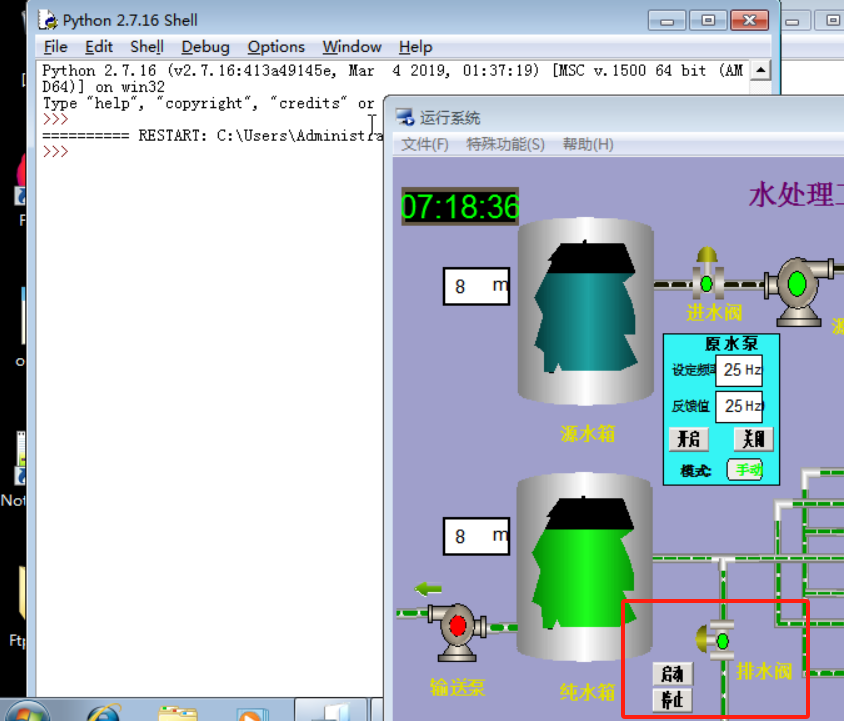 Python 2.7.16 Shell
File Edit Shell Debug Options Window Help
Python 2.7.16 (v2.7.16:413a49145e, Mar 4 2019, 01:37:19) [MSC v.1500 64 bit (AM
D64)] on win32
Type "help", "copyright", "credits" or
>>>
========== RESTART: C:\Users\Administra
>>>
运行系统
文件(F) 特殊功能(S) 帮助(H)
07:18:36
水处理
8 m
进水阀
原水泵
设定频率 25 Hz
反馈值 25 Hz
开启 关闭
模式: 手动
源水箱
8 m
输送泵
纯水箱
启动
停止
排水阀
Not
Ftp